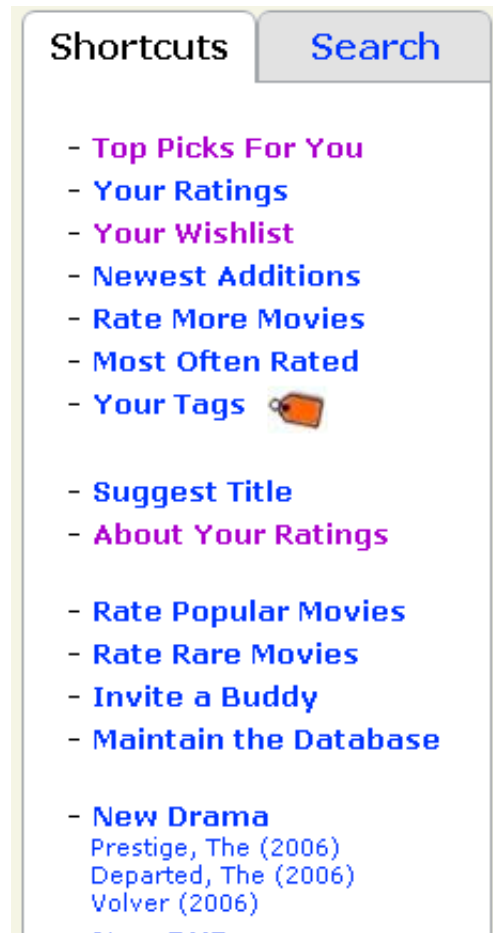 Shortcuts Search
- Top Picks For You
- Your Ratings
- Your Wishlist
- Newest Additions
- Rate More Movies
- Most Often Rated
- Your Tags
- Suggest Title
- About Your Ratings
- Rate Popular Movies
- Rate Rare Movies
- Invite a Buddy
- Maintain the Database
- New Drama
Prestige, The (2006)
Departed, The (2006)
Volver (2006)